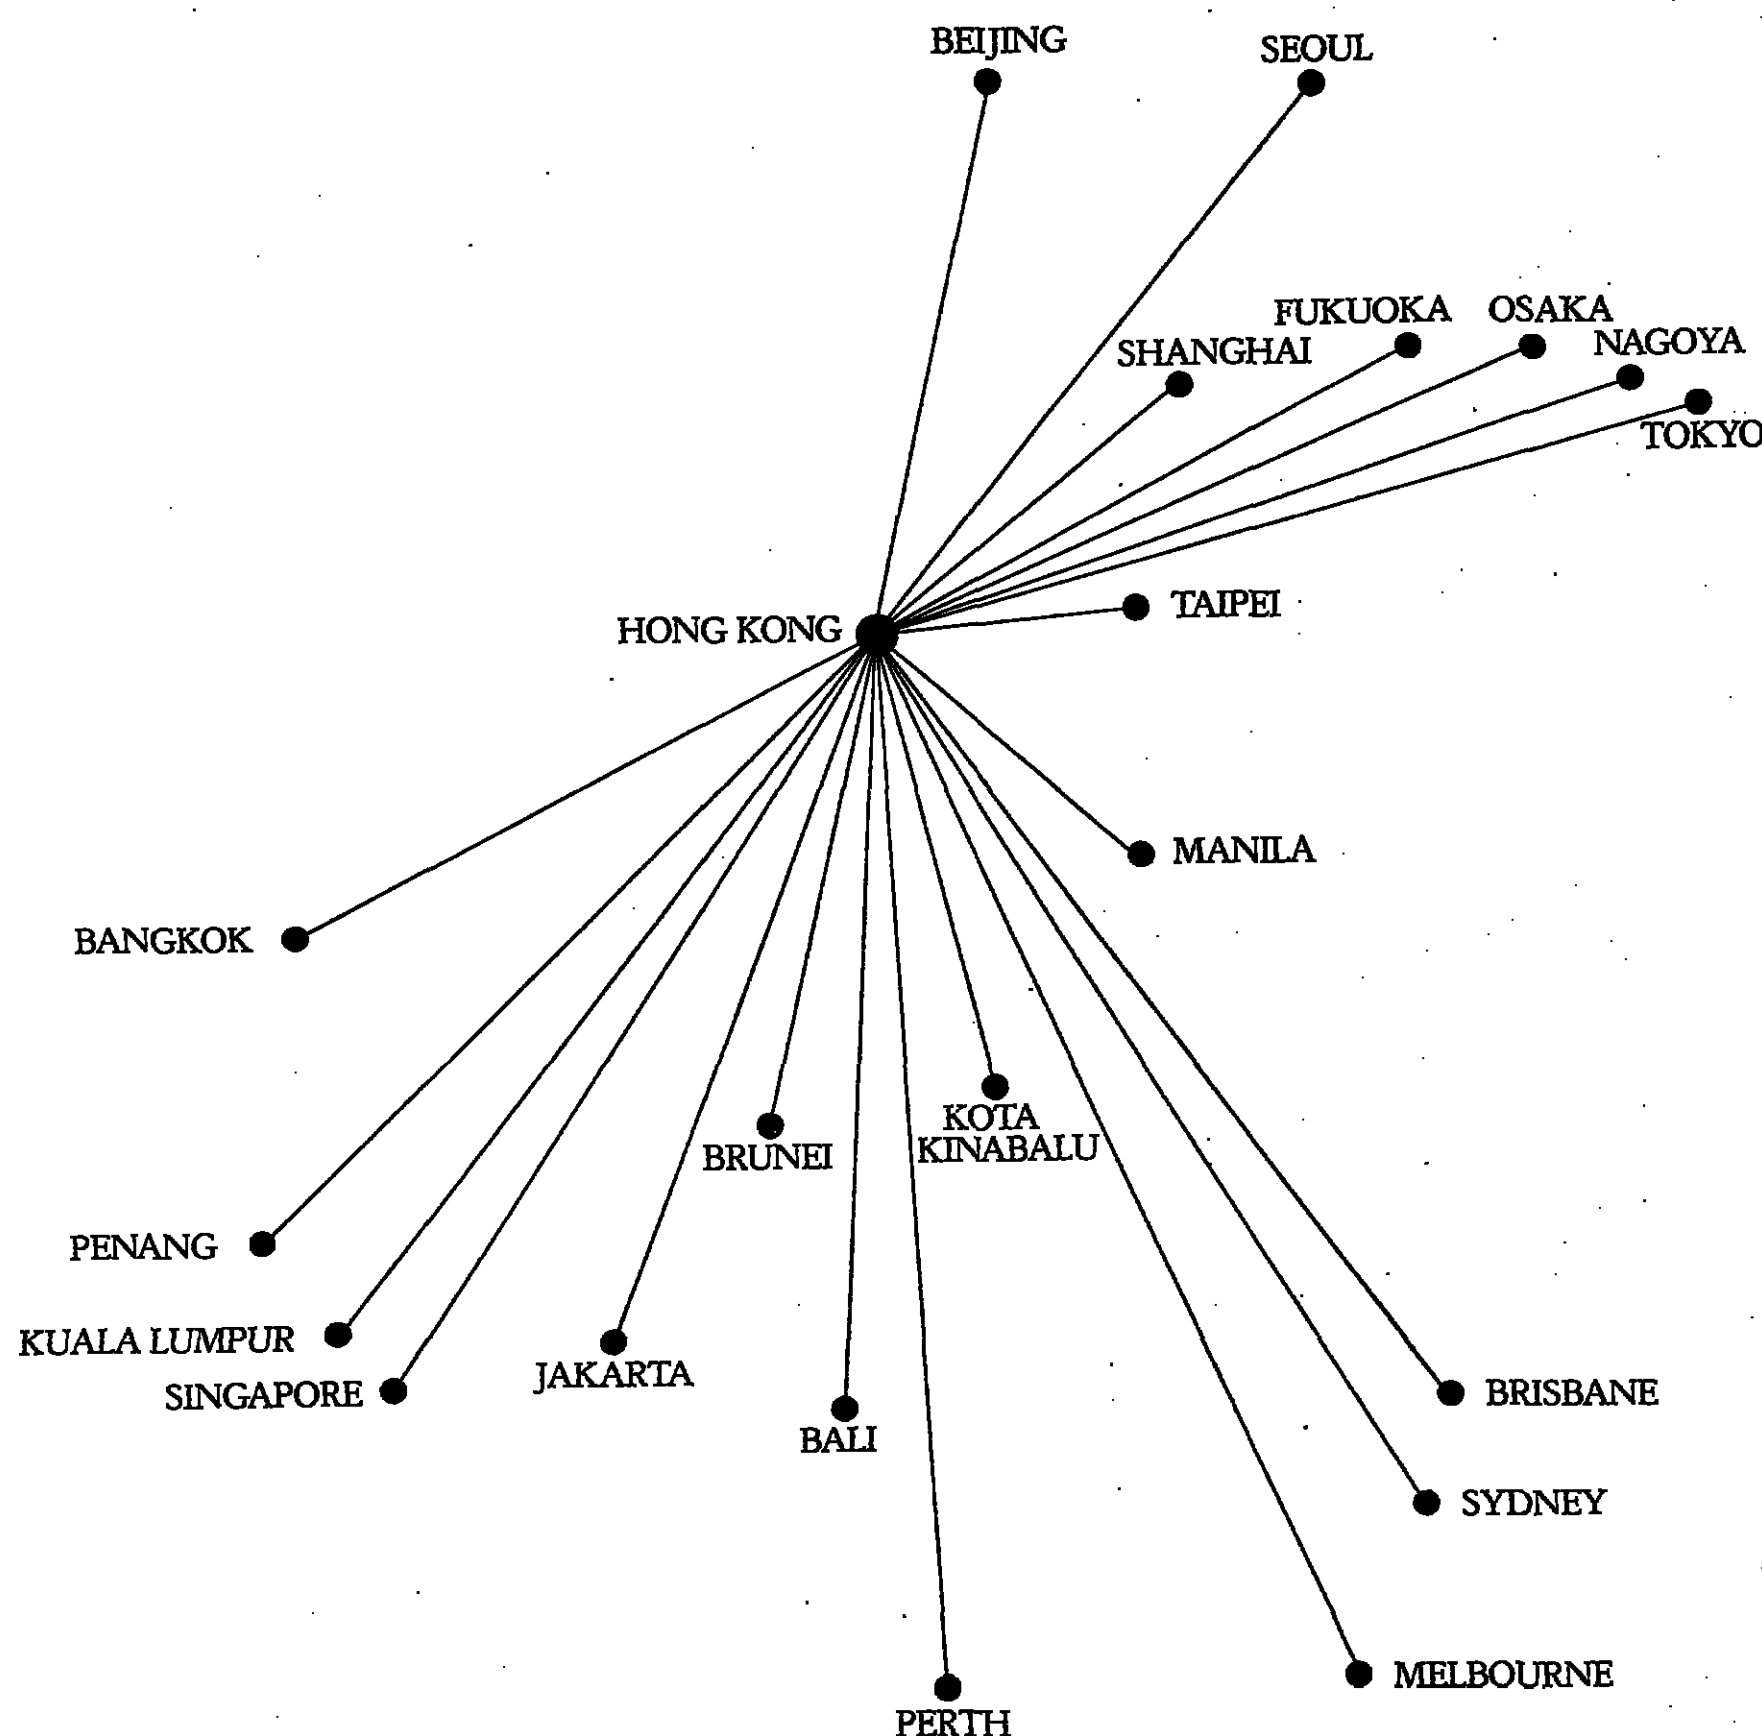 BEIJING
SEOUL
FUKUOKA
OSAKA
NAGOYA
SHANGHAI
TOKYO
TAIPEI
HONG KONG
MANILA
BANGKOK
KOTA
KINABALU
BRUNEI
PENANG
KUALA LUMPUR
JAKARTA
SINGAPORE
BRISBANE
BALI
SYDNEY
MELBOURNE
PERTH